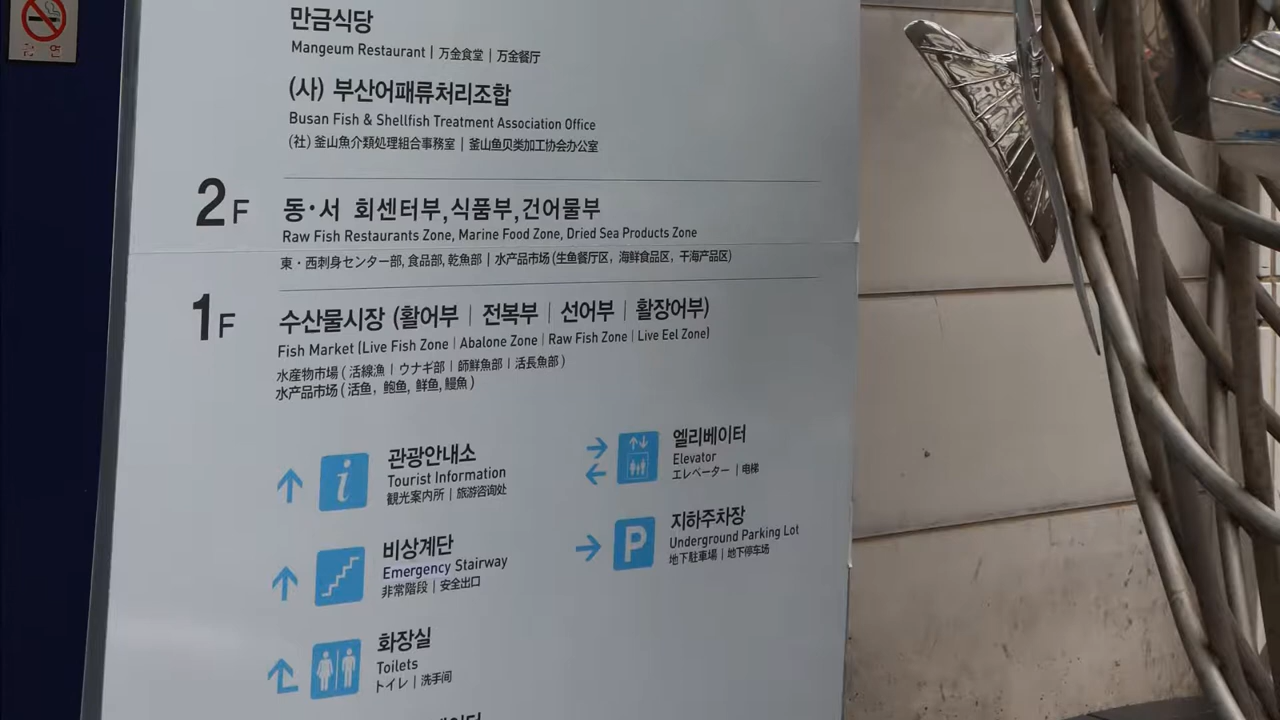 금 연
만금식당
Mangeum Restaurant | 万金食堂 | 万金餐厅
(사) 부산어패류처리조합
Busan Fish & Shellfish Treatment Association Office
(社) 釜山魚介類処理組合事務室 | 釜山鱼贝类加工协会办公室
2F
동·서 회센터부,식품부,건어물부
Raw Fish Restaurants Zone, Marine Food Zone, Dried Sea Products Zone
東・西刺身センター部, 食品部, 乾魚部 | 水产品市场 (生鱼餐厅区, 海鲜食品区, 干海产品区)
1F
수산물시장 (활어부 | 전복부 | 선어부 | 활장어부)
Fish Market (Live Fish Zone | Abalone Zone | Raw Fish Zone | Live Eel Zone)
水産物市場 ( 活線漁 | ウナギ部 | 師鮮魚部 | 活長魚部 )
水产品市场 ( 活鱼, 鲍鱼, 鲜鱼, 鳗魚 )
관광안내소
Tourist Information
観光案内所 | 旅游咨询处
엘리베이터
Elevator
エレベーター | 电梯
비상계단
Emergency Stairway
非常階段 | 安全出口
P
지하주차장
Underground Parking Lot
地下駐車場 | 地下停车场
화장실
Toilets
トイレ | 洗手间